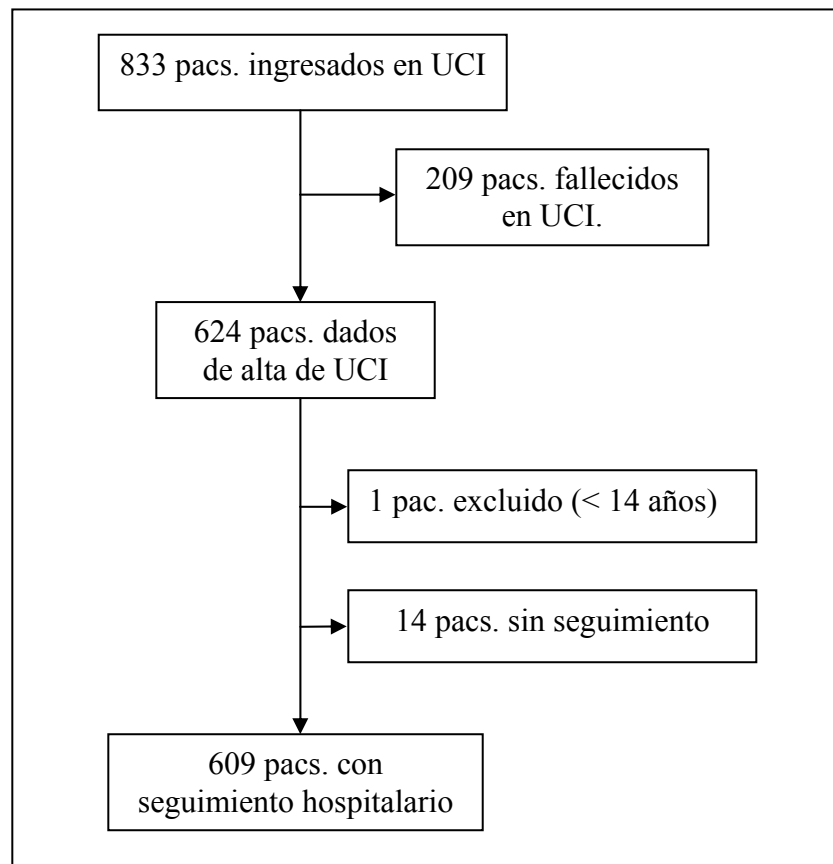 833 pacs. ingresados en UCI
209 pacs. fallecidos
en UCI.
624 pacs. dados
de alta de UCI
1 pac. excluido (< 14 años)
14 pacs. sin seguimiento
609 pacs. con
seguimiento hospitalario